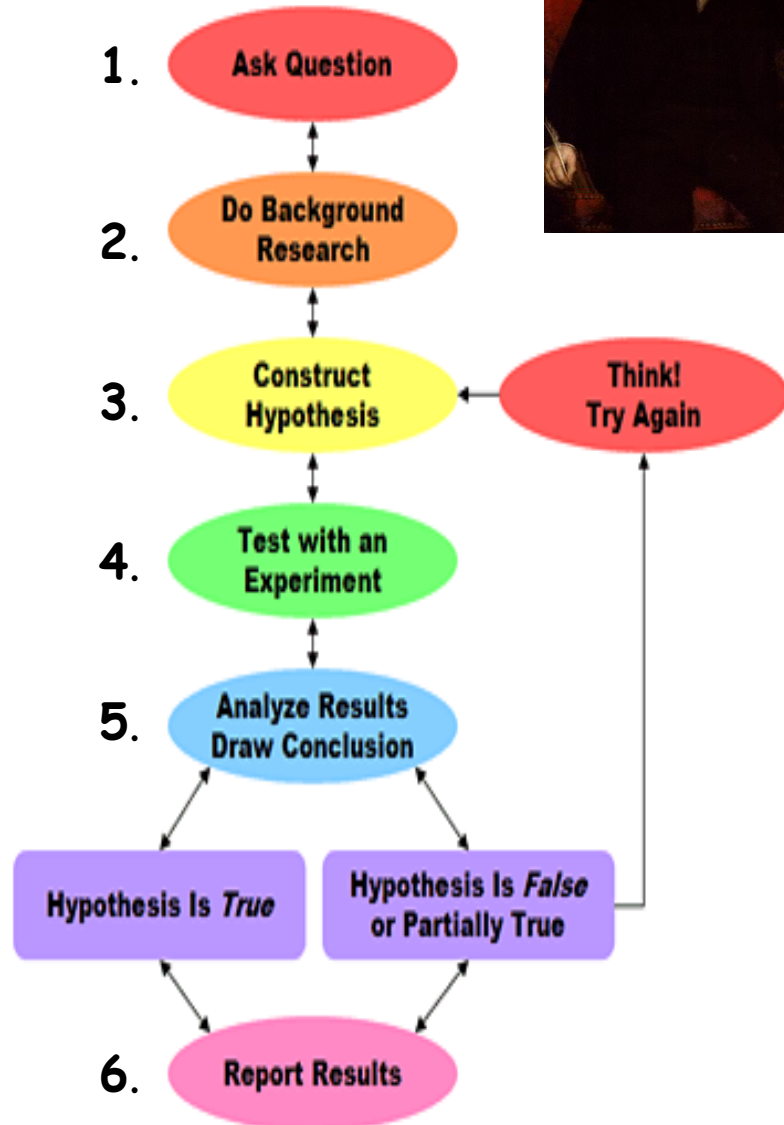 1.
Ask Question
2.
Do Background
Research
3.
Construct
Hypothesis
Think!
Try Again
4.
Test with an
Experiment
5.
Analyze Results
Draw Conclusion
Hypothesis Is True
Hypothesis Is False
or Partially True
6.
Report Results